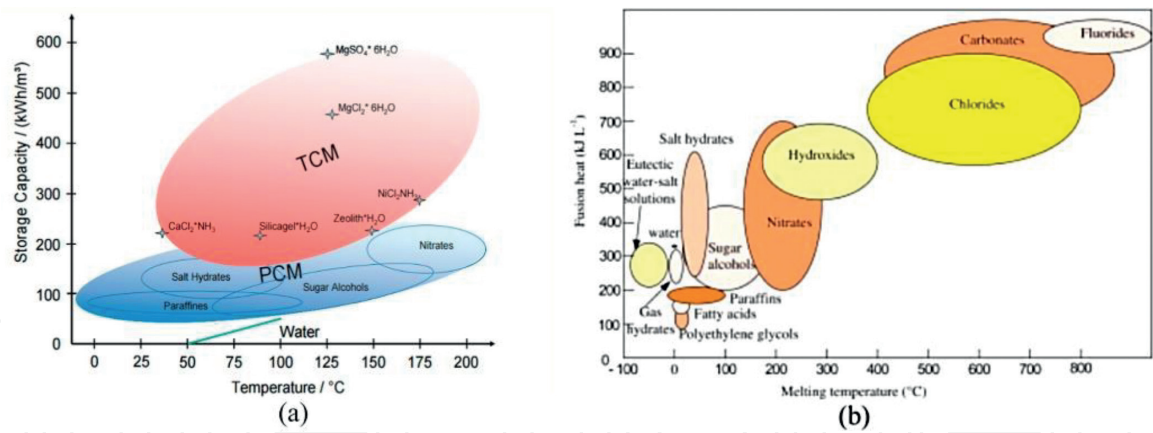 (a)
Storage Capacity / (kWh/m³)
600
500
400
300
200
100
0
MgSO₄* 6H₂O
MgCl₂* 6H₂O
TCM
NiCl₂NH₃
CaCl₂*NH₃
Silicagel*H₂O
Zeolith*H₂O
Nitrates
PCM
Salt Hydrates
Sugar Alcohols
Paraffines
Water
0 25 50 75 100 125 150 175 200
Temperature / °C
(a)
(b)
Fusion heat (kJ L⁻¹)
900
800
700
600
500
400
300
200
100
0
Carbonates
Fluorides
Chlorides
Salt hydrates
Hydroxides
Eutectic
water-salt
solutions
Nitrates
water
Sugar
alcohols
Paraffins
Gas
hydrates
Fatty acids
Polyethylene glycols
- 100 0 100 200 300 400 500 600 700 800
Melting temperature (°C)
(b)